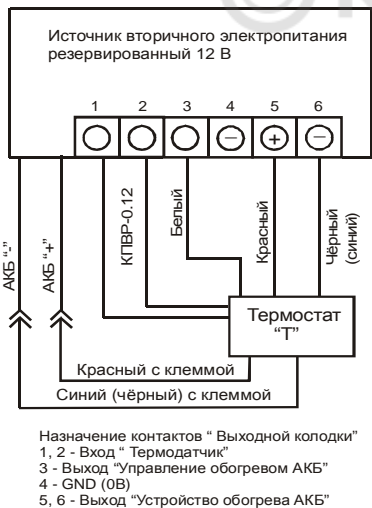 Источник вторичного электропитания
резервированный 12 В
1 2 3 4 5 6
АКБ “-”
АКБ “+”
КПВР-0.12
Белый
Красный
Чёрный
(синий)
Термостат
“Т”
Красный с клеммой
Синий (чёрный) с клеммой
Назначение контактов “ Выходной колодки”
1, 2 - Вход “ Термодатчик”
3 - Выход “Управление обогревом АКБ”
4 - GND (0В)
5, 6 - Выход “Устройство обогрева АКБ”